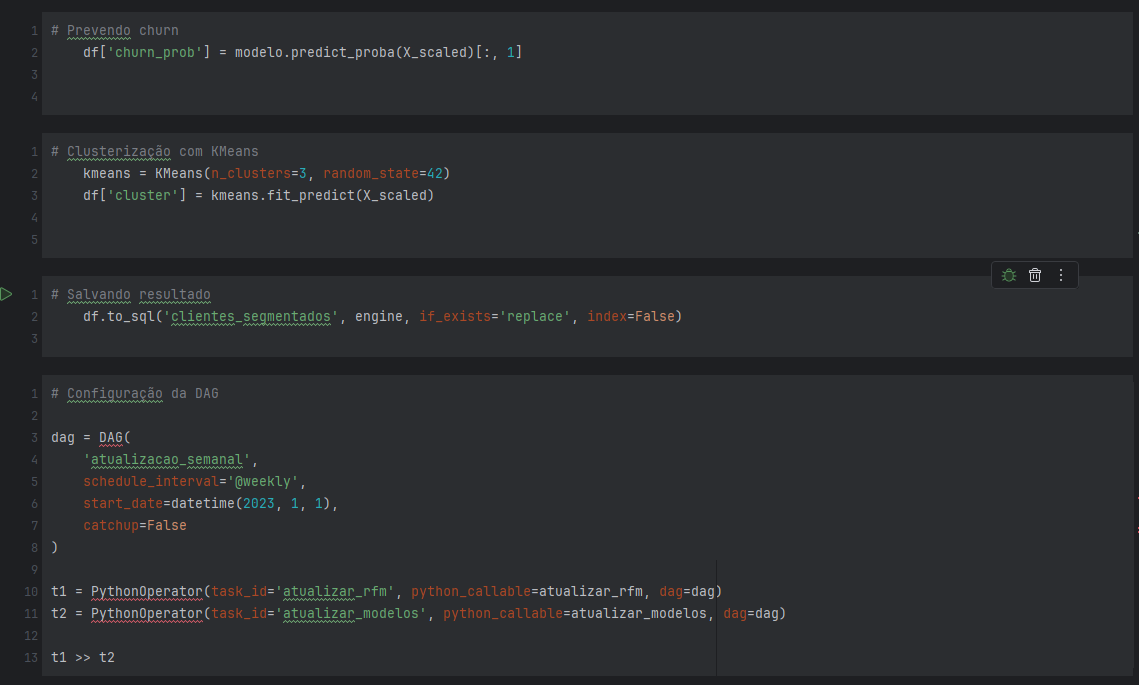 1 # Prevendo churn
2     df['churn_prob'] = modelo.predict_proba(X_scaled)[:, 1]
3
4
1 # Clusterização com KMeans
2     kmeans = KMeans(n_clusters=3, random_state=42)
3     df['cluster'] = kmeans.fit_predict(X_scaled)
4
5
1 # Salvando resultado
2     df.to_sql('clientes_segmentados', engine, if_exists='replace', index=False)
3
1 # Configuração da DAG
2
3 dag = DAG(
4     'atualizacao_semanal',
5     schedule_interval='@weekly',
6     start_date=datetime(2023, 1, 1),
7     catchup=False
8 )
9
10 t1 = PythonOperator(task_id='atualizar_rfm', python_callable=atualizar_rfm, dag=dag)
11 t2 = PythonOperator(task_id='atualizar_modelos', python_callable=atualizar_modelos, dag=dag)
12
13 t1 >> t2